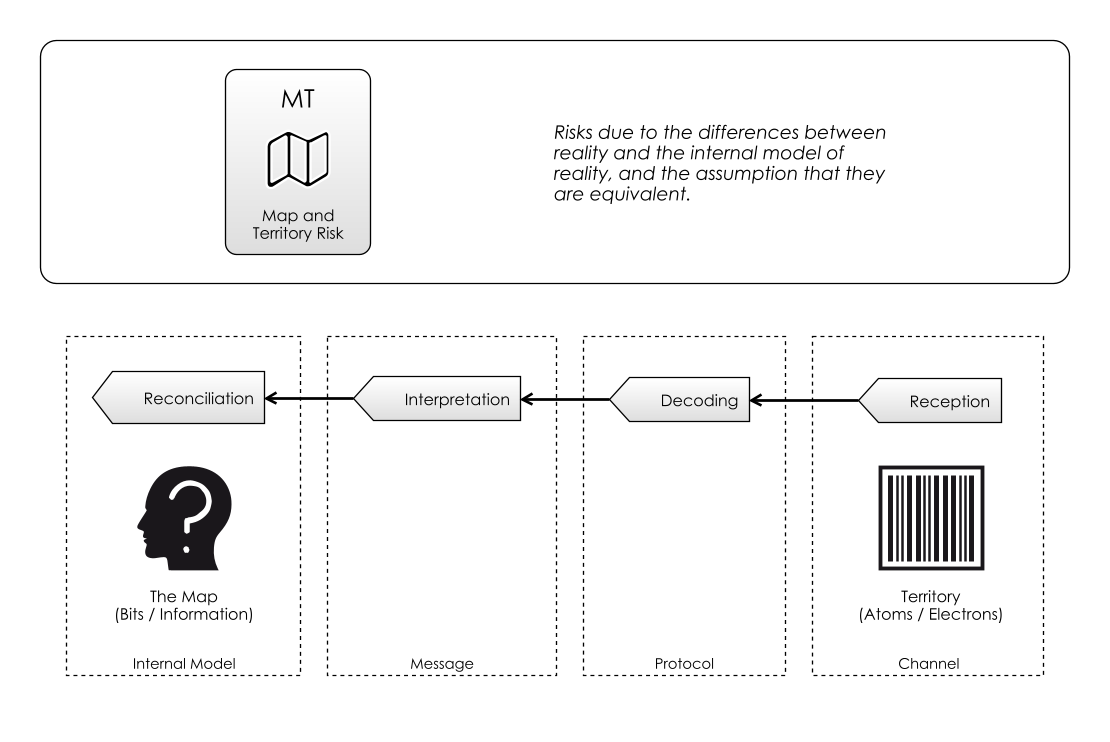 MT
Map and
Territory Risk
Risks due to the differences between
reality and the internal model of
reality, and the assumption that they
are equivalent.
Reconciliation
Interpretation
Decoding
Reception
The Map
(Bits / Information)
Territory
(Atoms / Electrons)
Internal Model
Message
Protocol
Channel